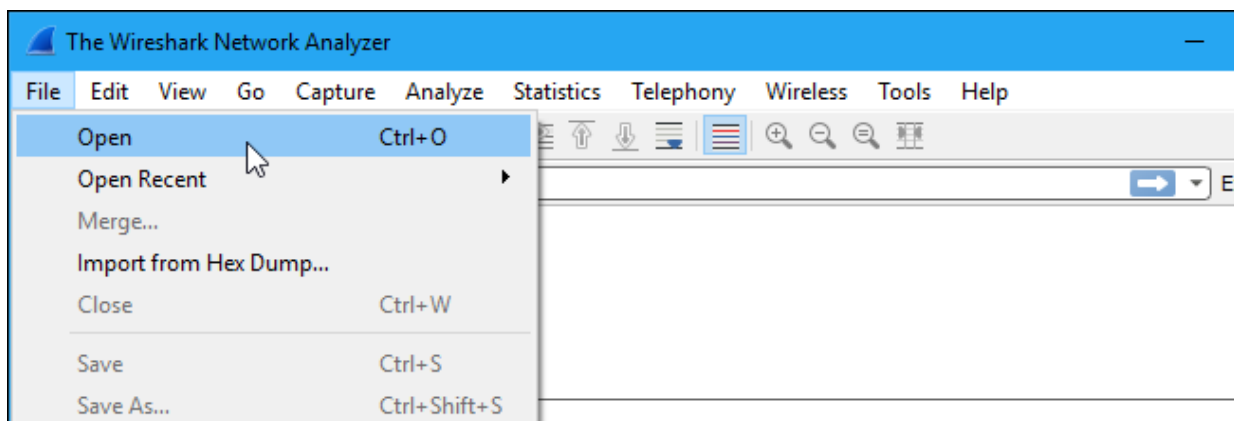 The Wireshark Network Analyzer
File Edit View Go Capture Analyze Statistics Telephony Wireless Tools Help
Open Ctrl+O
Open Recent
E
Merge...
Import from Hex Dump...
Close Ctrl+W
Save Ctrl+S
Save As... Ctrl+Shift+S